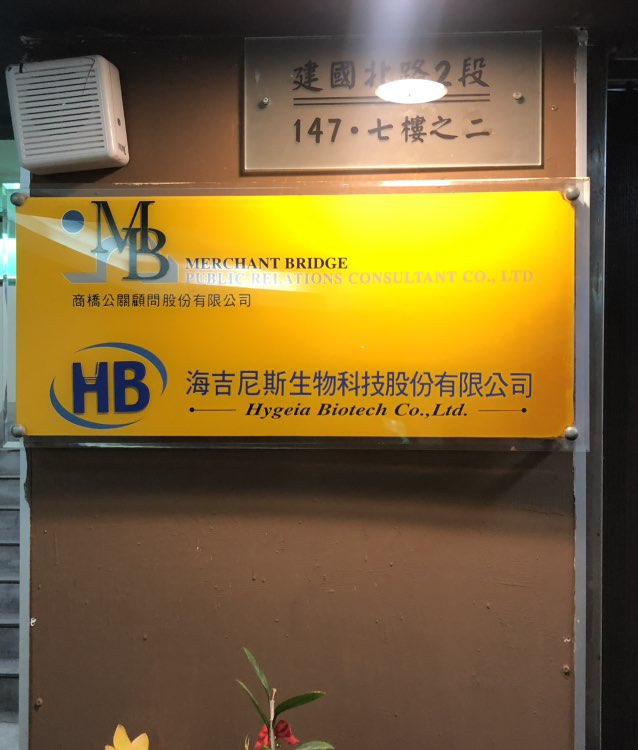 建國北路2段
147·七樓之二
MB
MERCHANT BRIDGE
PUBLIC RELATIONS CONSULTANT CO., LTD
商橋公關顧問股份有限公司
HB
海吉尼斯生物科技股份有限公司
Hygeia Biotech Co.,Ltd.